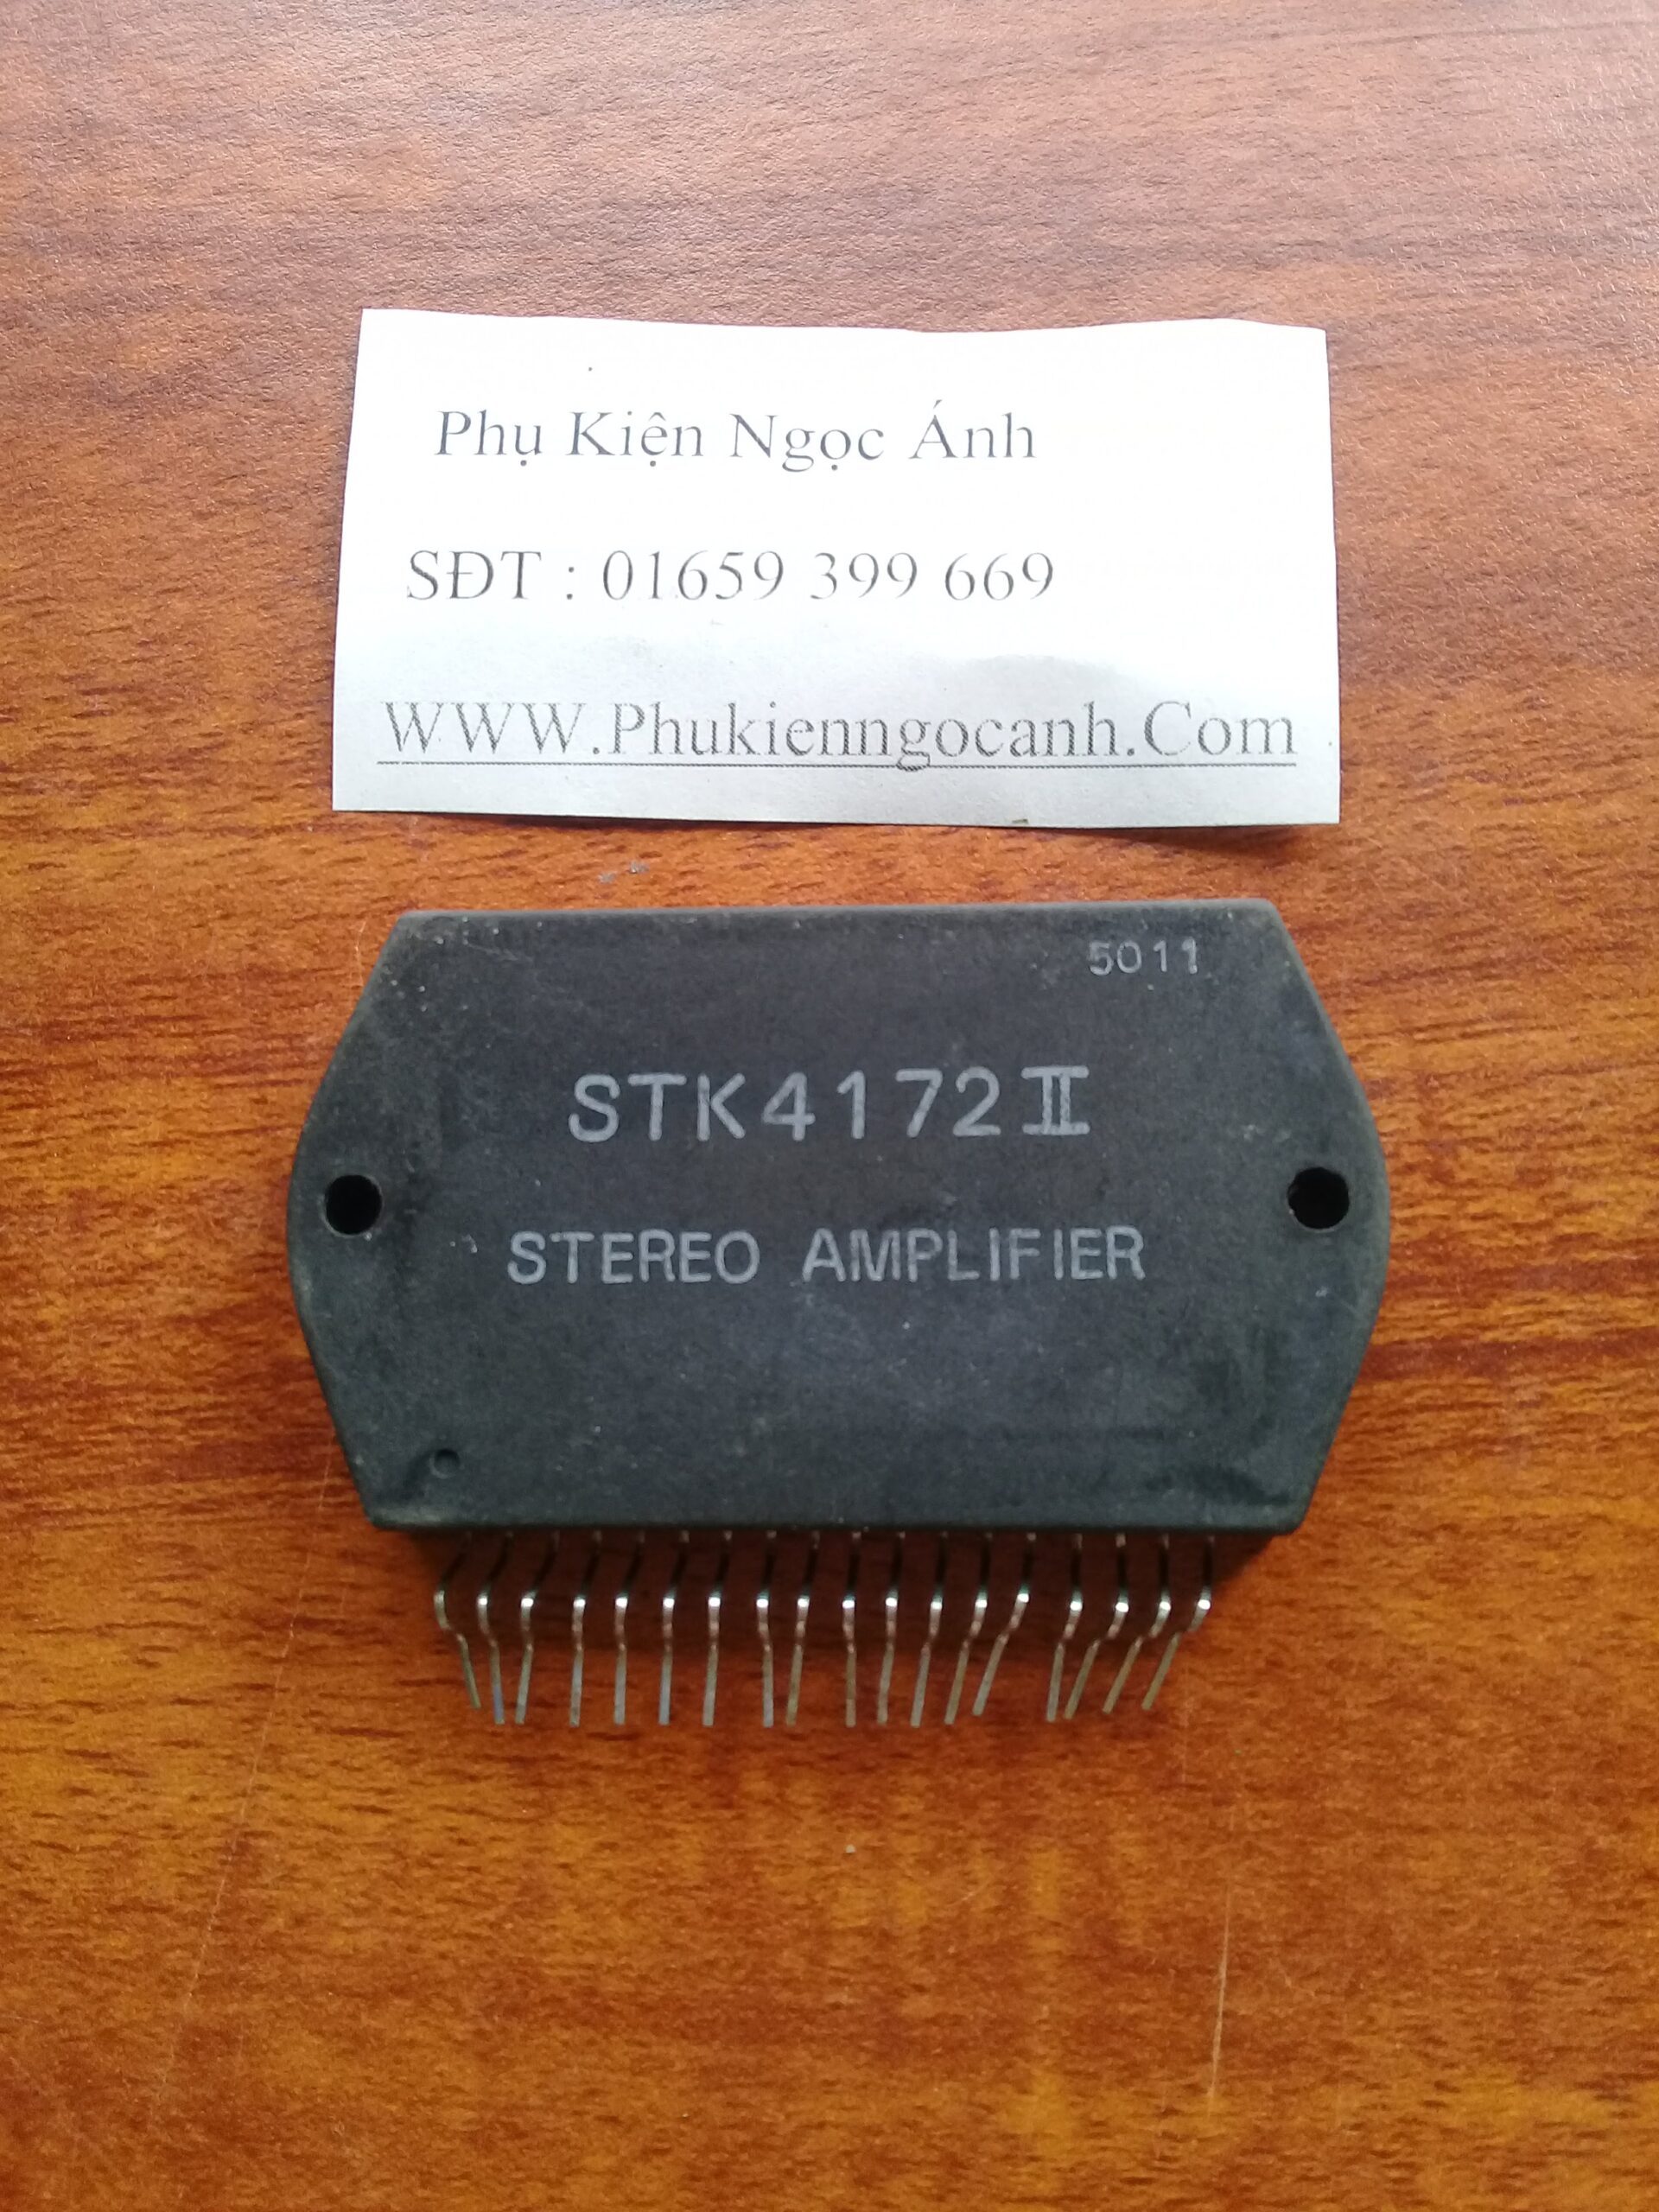 Phụ Kiện Ngọc Ánh
SĐT : 01659 399 669
WWW.Phukienngocanh.Com
5011
STK4172II
STEREO AMPLIFIER